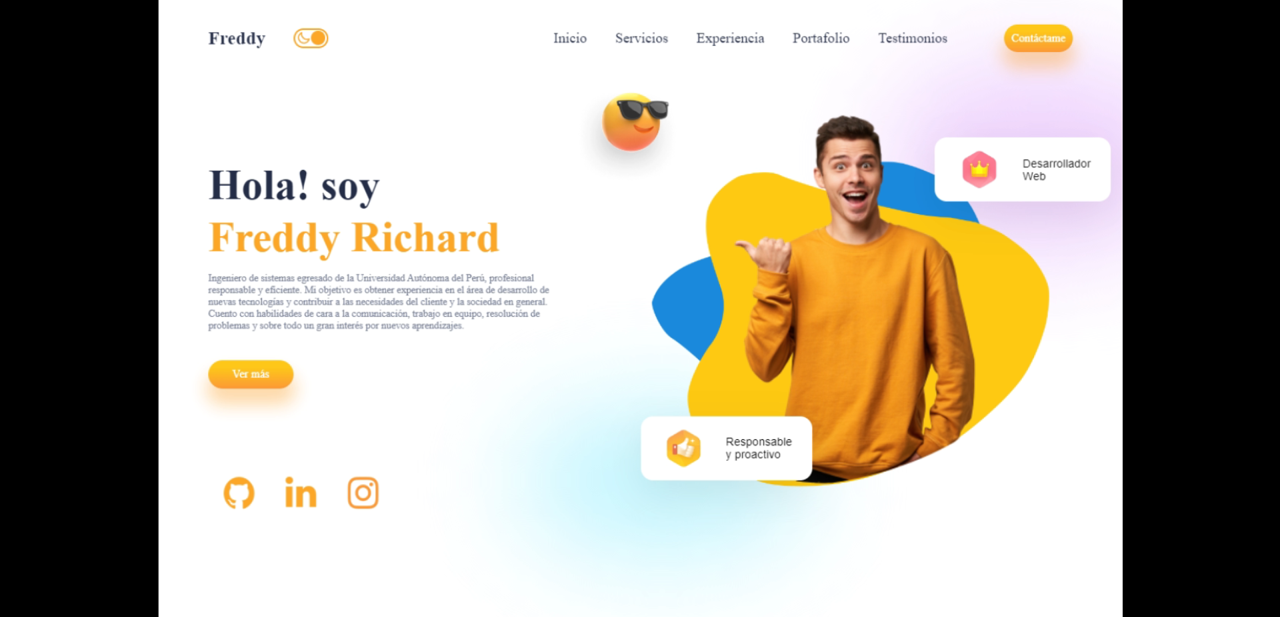 Freddy
Inicio Servicios Experiencia Portafolio Testimonios
Contáctame
Desarrollador
Web
Hola! soy
Freddy Richard
Ingeniero de sistemas egresado de la Universidad Autónoma del Perú, profesional
responsable y eficiente. Mi objetivo es obtener experiencia en el área de desarrollo de
nuevas tecnologías y contribuir a las necesidades del cliente y la sociedad en general.
Cuento con habilidades de cara a la comunicación, trabajo en equipo, resolución de
problemas y sobre todo un gran interés por nuevos aprendizajes.
Ver más
Responsable
y proactivo
in